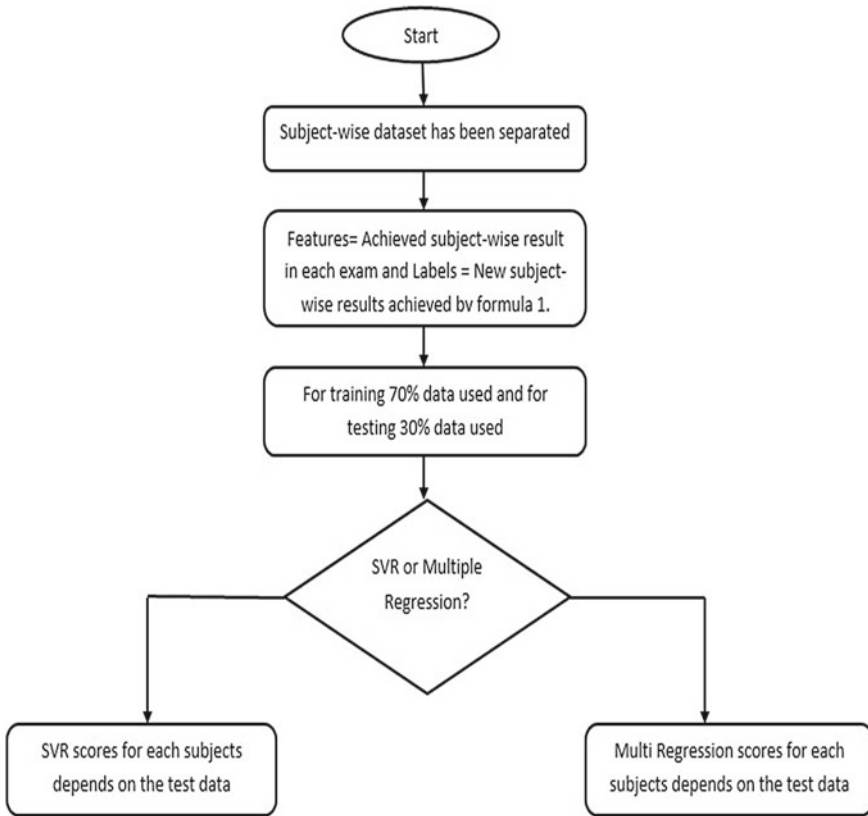 Start
Subject-wise dataset has been separated
Features= Achieved subject-wise result
in each exam and Labels = New subject-
wise results achieved by formula 1.
For training 70% data used and for
testing 30% data used
SVR or Multiple
Regression?
SVR scores for each subjects
depends on the test data
Multi Regression scores for each
subjects depends on the test data